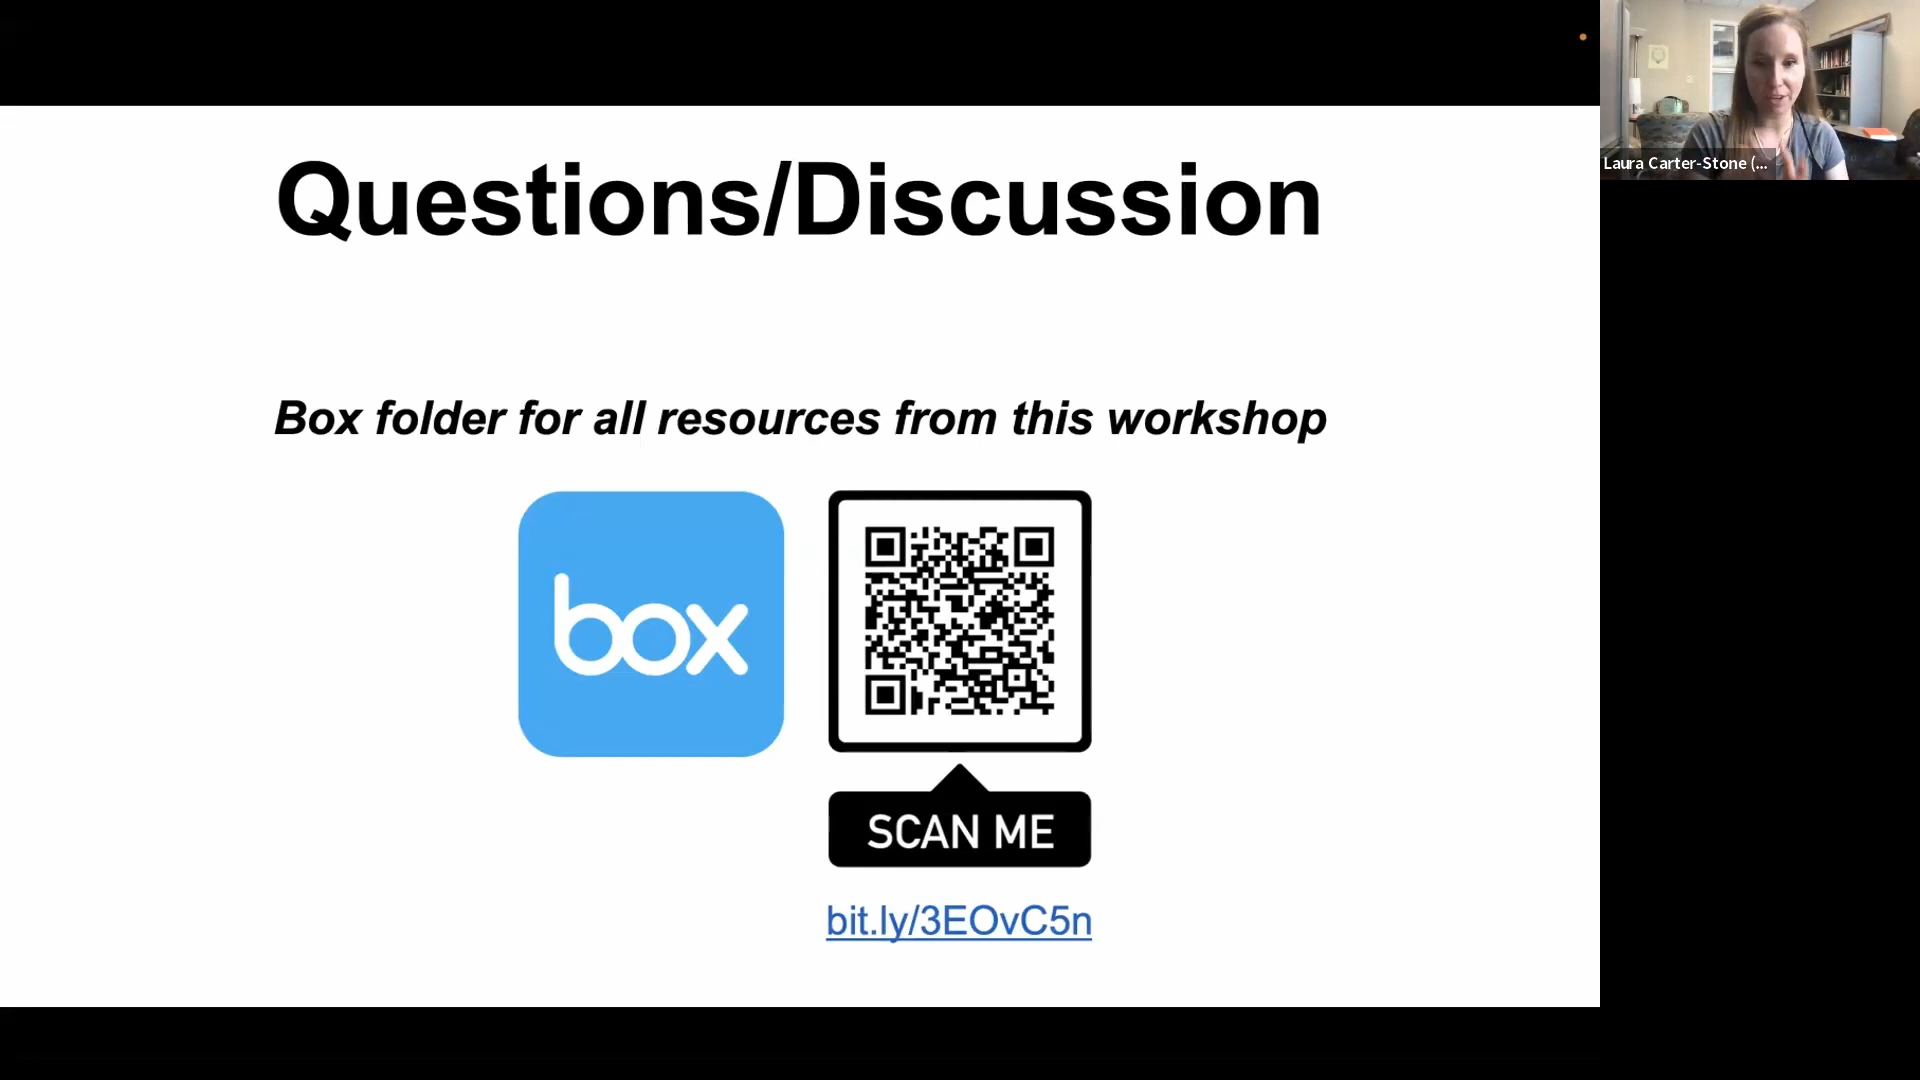 Questions/Discussion
Box folder for all resources from this workshop
box
SCAN ME
bit.ly/3EOvC5n
Laura Carter-Stone (...